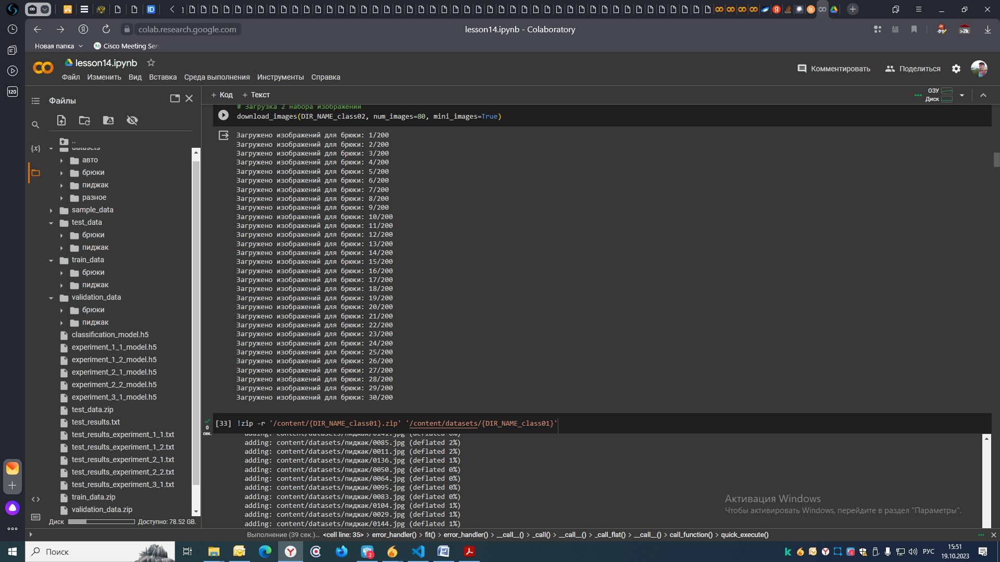 colab.research.google.com
lesson14.ipynb - Colaboratory
>2k
Новая папка
Cisco Meeting Ser
lesson14.ipynb
Файл Изменить Вид Вставка Среда выполнения Инструменты Справка
Комментировать
Поделиться
120
Файлы
+ Код + Текст
ОЗУ
Диск
..
datasets
авто
брюки
пиджак
разное
sample_data
test_data
брюки
пиджак
train_data
брюки
пиджак
validation_data
брюки
пиджак
classification_model.h5
experiment_1_1_model.h5
experiment_1_2_model.h5
experiment_2_1_model.h5
experiment_2_2_model.h5
experiment_3_1_model.h5
test_data.zip
test_results.txt
test_results_experiment_1_1.txt
test_results_experiment_1_2.txt
test_results_experiment_2_1.txt
test_results_experiment_2_2.txt
test_results_experiment_3_1.txt
train_data.zip
validation_data.zip
Диск Доступно: 78.52 GB.
# Загрузка 2 набора изображений
download_images(DIR_NAME_class02, num_images=80, mini_images=True)
Загружено изображений для брюки: 1/200
Загружено изображений для брюки: 2/200
Загружено изображений для брюки: 3/200
Загружено изображений для брюки: 4/200
Загружено изображений для брюки: 5/200
Загружено изображений для брюки: 6/200
Загружено изображений для брюки: 7/200
Загружено изображений для брюки: 8/200
Загружено изображений для брюки: 9/200
Загружено изображений для брюки: 10/200
Загружено изображений для брюки: 11/200
Загружено изображений для брюки: 12/200
Загружено изображений для брюки: 13/200
Загружено изображений для брюки: 14/200
Загружено изображений для брюки: 15/200
Загружено изображений для брюки: 16/200
Загружено изображений для брюки: 17/200
Загружено изображений для брюки: 18/200
Загружено изображений для брюки: 19/200
Загружено изображений для брюки: 20/200
Загружено изображений для брюки: 21/200
Загружено изображений для брюки: 22/200
Загружено изображений для брюки: 23/200
Загружено изображений для брюки: 24/200
Загружено изображений для брюки: 25/200
Загружено изображений для брюки: 26/200
Загружено изображений для брюки: 27/200
Загружено изображений для брюки: 28/200
Загружено изображений для брюки: 29/200
Загружено изображений для брюки: 30/200
0
сек.
[33] !zip -r '/content/{DIR_NAME_class01}.zip' '/content/datasets/{DIR_NAME_class01}'
adding: content/datasets/пиджак/0141.jpg (deflated 0%)
adding: content/datasets/пиджак/0085.jpg (deflated 2%)
adding: content/datasets/пиджак/0011.jpg (deflated 2%)
adding: content/datasets/пиджак/0136.jpg (deflated 1%)
adding: content/datasets/пиджак/0050.jpg (deflated 0%)
adding: content/datasets/пиджак/0064.jpg (deflated 0%)
adding: content/datasets/пиджак/0095.jpg (deflated 0%)
adding: content/datasets/пиджак/0083.jpg (deflated 0%)
adding: content/datasets/пиджак/0104.jpg (deflated 1%)
adding: content/datasets/пиджак/0029.jpg (deflated 1%)
adding: content/datasets/пиджак/0144.jpg (deflated 1%)
Активация Windows
Чтобы активировать Windows, перейдите в раздел "Параметры".
Выполнение (39 сек.)... <cell line: 35> > error_handler() > fit() > error_handler() > __call__() > _call() > __call__() > _call_flat() > __call__() > call_function() > quick_execute()
Поиск
РУС
15:51
19.10.2023